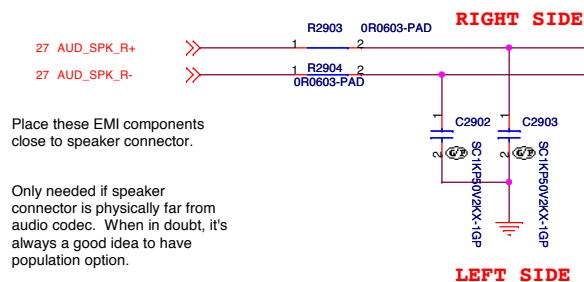 RIGHT SIDE
R2903 0R0603-PAD
27 AUD_SPK_R+ 1 2
27 AUD_SPK_R- 1 R2904 2
0R0603-PAD
Place these EMI components
close to speaker connector.
Only needed if speaker
connector is physically far from
audio codec. When in doubt, it's
always a good idea to have
population option.
1 C2902 1 C2903
2 G/P 2 G/P
SC1KP50V2KX-1GP
SC1KP50V2KX-1GP
LEFT SIDE